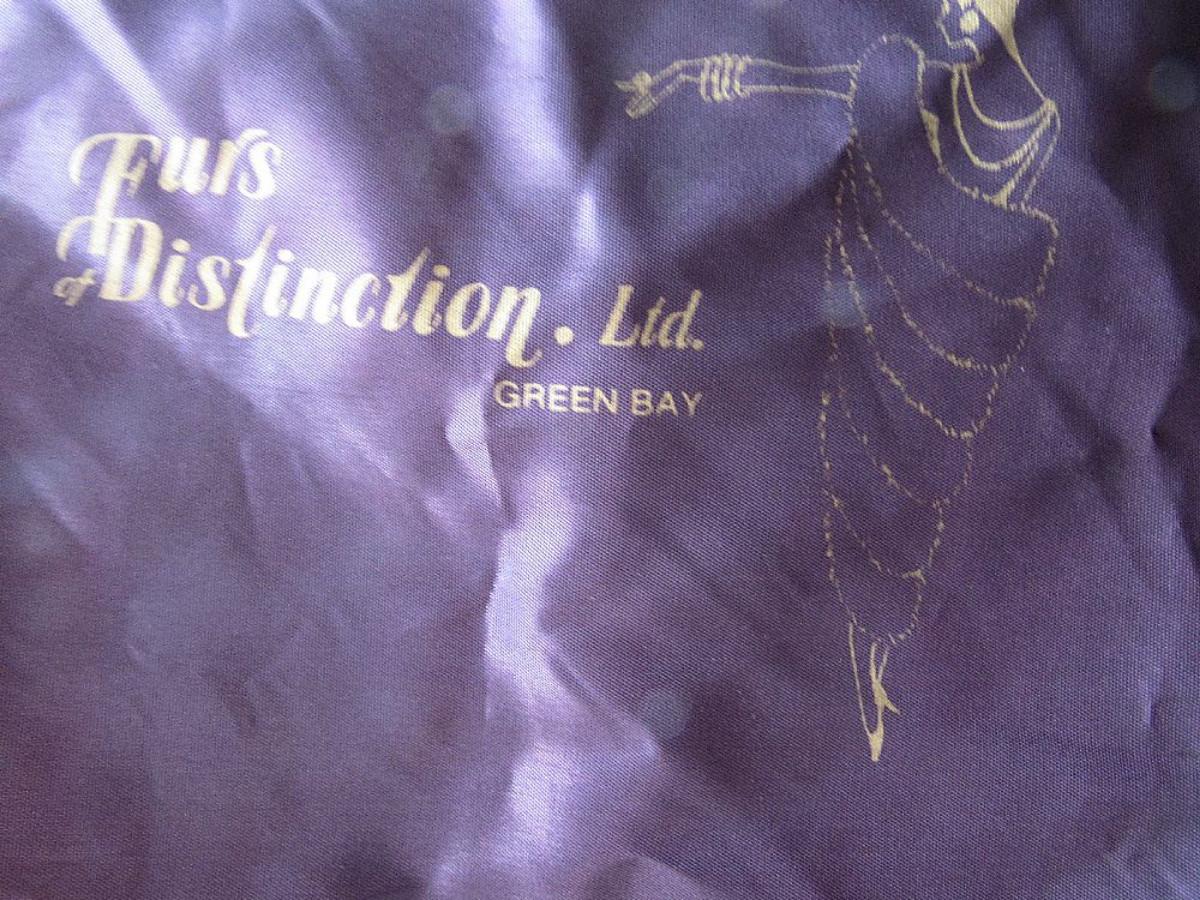 Furs
of Distinction. Ltd.
GREEN BAY